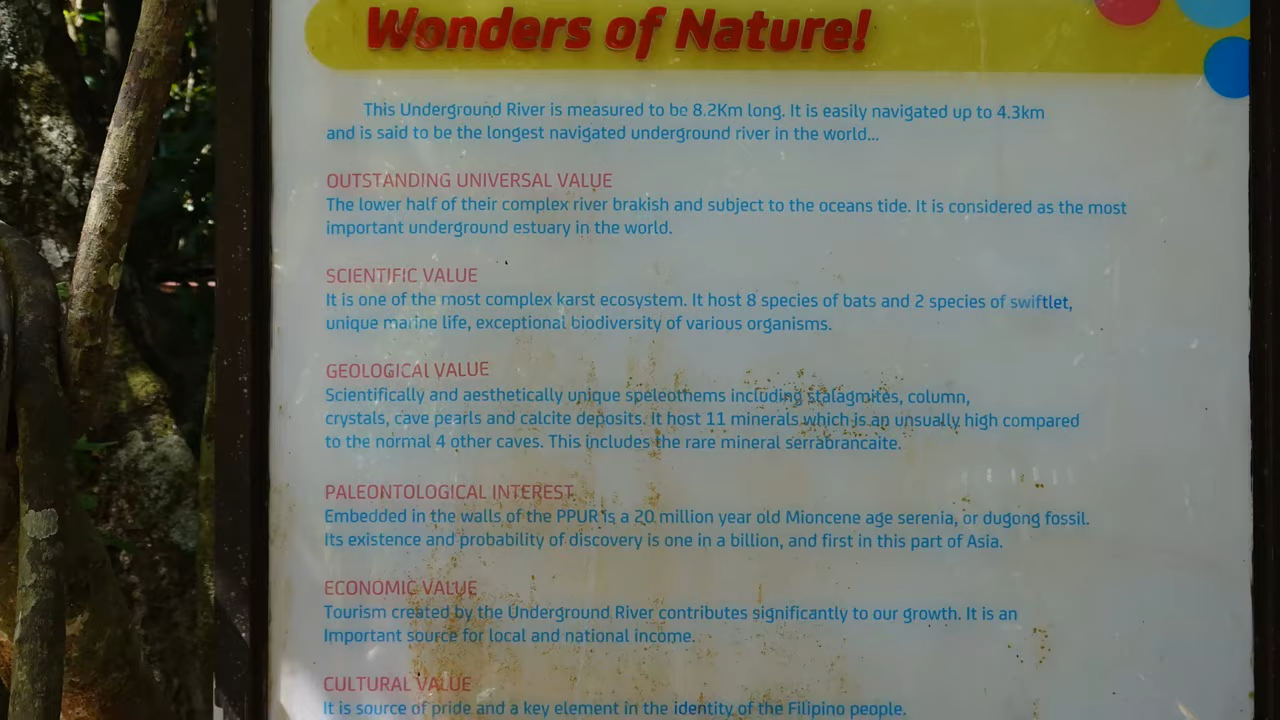 Wonders of Nature!
This Underground River is measured to be 8.2Km long. It is easily navigated up to 4.3km
and is said to be the longest navigated underground river in the world...
OUTSTANDING UNIVERSAL VALUE
The lower half of their complex river brakish and subject to the oceans tide. It is considered as the most
important underground estuary in the world.
SCIENTIFIC VALUE
It is one of the most complex karst ecosystem. It host 8 species of bats and 2 species of swiftlet,
unique marine life, exceptional biodiversity of various organisms.
GEOLOGICAL VALUE
Scientifically and aesthetically unique speleothems including stalagmites, column,
crystals, cave pearls and calcite deposits. It host 11 minerals which is an unsually high compared
to the normal 4 other caves. This includes the rare mineral serrabrancaite.
PALEONTOLOGICAL INTEREST
Embedded in the walls of the PPUR is a 20 million year old Mioncene age serenia, or dugong fossil.
Its existence and probability of discovery is one in a billion, and first in this part of Asia.
ECONOMIC VALUE
Tourism created by the Underground River contributes significantly to our growth. It is an
Important source for local and national income.
CULTURAL VALUE
It is source of pride and a key element in the identity of the Filipino people.